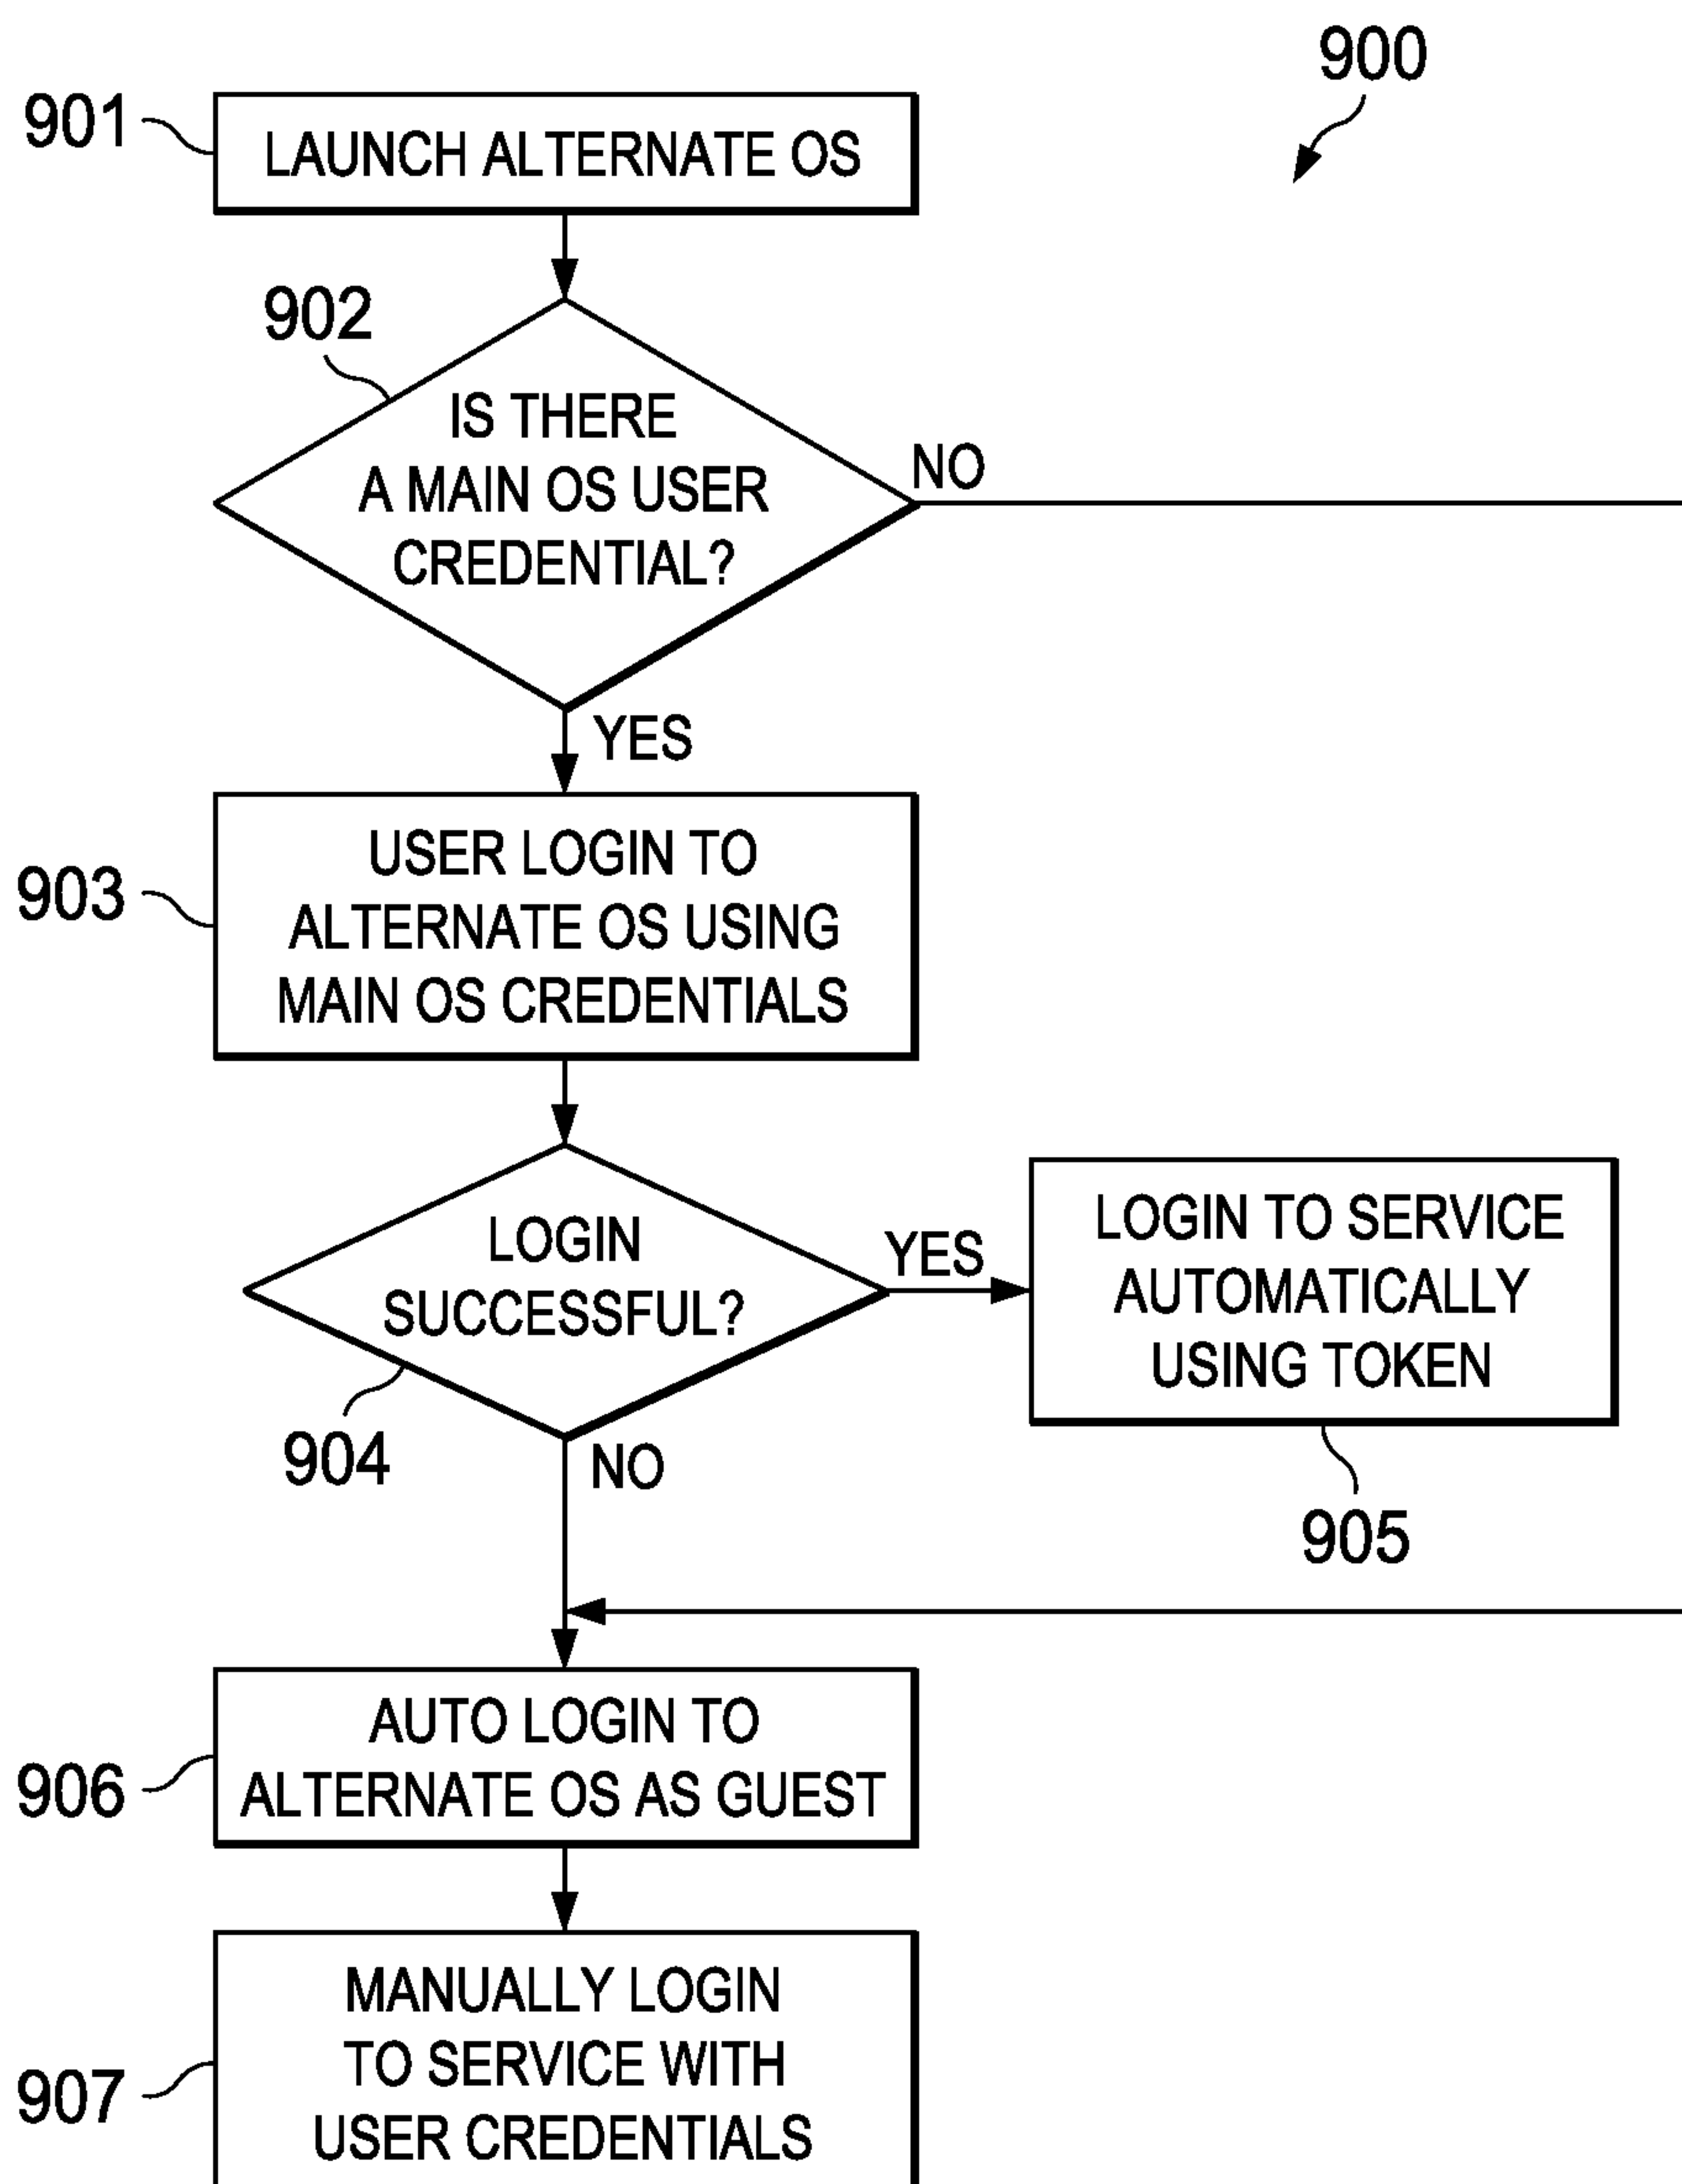 900
901
LAUNCH ALTERNATE OS
902
IS THERE
A MAIN OS USER
CREDENTIAL?
NO
YES
903
USER LOGIN TO
ALTERNATE OS USING
MAIN OS CREDENTIALS
LOGIN
SUCCESSFUL?
904
YES
NO
LOGIN TO SERVICE
AUTOMATICALLY
USING TOKEN
905
906
AUTO LOGIN TO
ALTERNATE OS AS GUEST
907
MANUALLY LOGIN
TO SERVICE WITH
USER CREDENTIALS